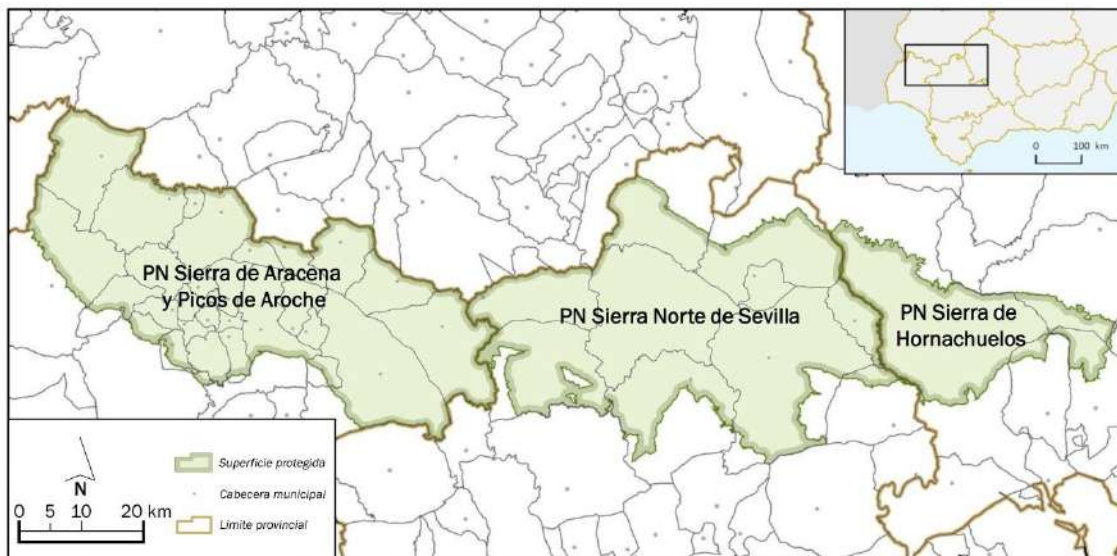 0 100 km
PN Sierra de Aracena
y Picos de Aroche
PN Sierra Norte de Sevilla
PN Sierra de
Hornachuelos
N
0 5 10 20 km
Superficie protegida
Cabecera municipal
Límite provincial